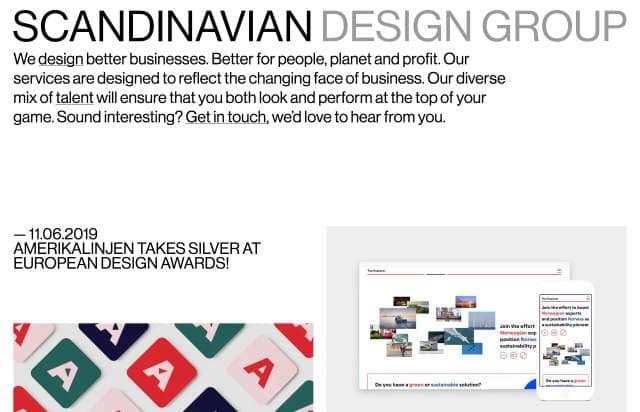 SCANDINAVIAN DESIGN GROUP
We design better businesses. Better for people, planet and profit. Our
services are designed to reflect the changing face of business. Our diverse
mix of talent will ensure that you both look and perform at the top of your
game. Sound interesting? Get in touch, we'd love to hear from you.
— 11.06.2019
AMERIKALINJEN TAKES SILVER AT
EUROPEAN DESIGN AWARDS!
The Explorer
Join the effort
Norwegian exp
position Norw
sustainability p
Do you have a green or sustainable solution?
The Explorer
Join the effort to boost
Norwegian exports
and position Norway as
a sustainability pioneer
Do you have a green
A
A
A
A